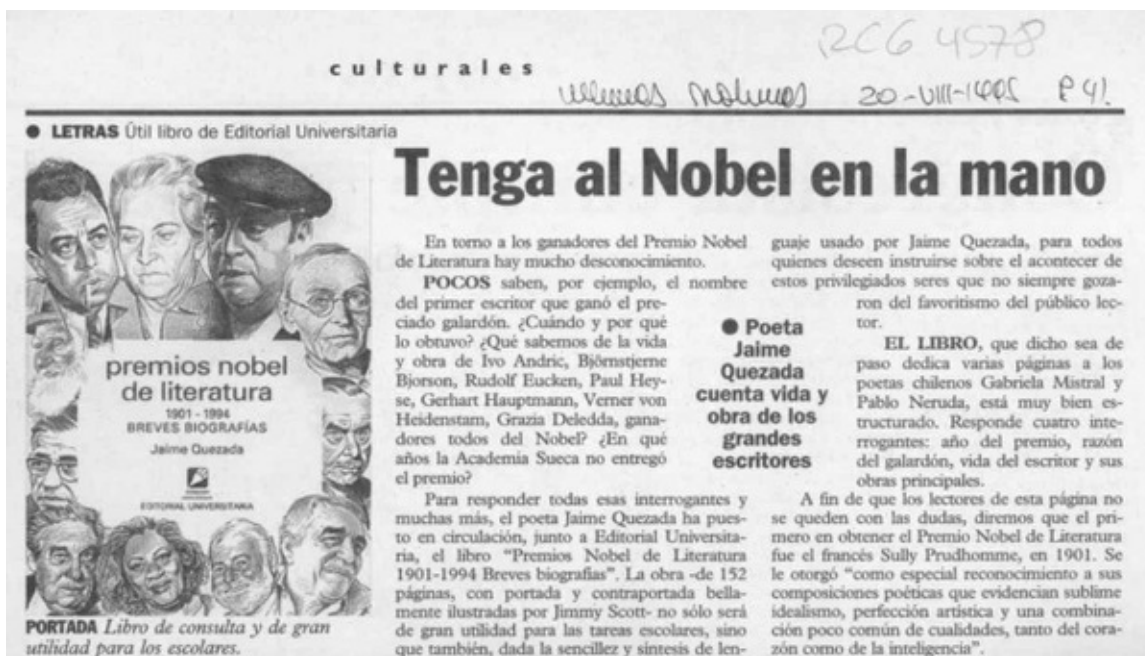 RCG 4578
culturales
20-VIII-1995 P 41.
● LETRAS Útil libro de Editorial Universitaria
premios nobel
de literatura
1901 - 1994
BREVES BIOGRAFÍAS
Jaime Quezada
EDITORIAL UNIVERSITARIA
PORTADA Libro de consulta y de gran
utilidad para los escolares.
Tenga al Nobel en la mano
En torno a los ganadores del Premio Nobel
de Literatura hay mucho desconocimiento.
POCOS saben, por ejemplo, el nombre
del primer escritor que ganó el pre-
ciado galardón. ¿Cuándo y por qué
lo obtuvo? ¿Qué sabemos de la vida
y obra de Ivo Andric, Björnstjerne
Bjorson, Rudolf Eucken, Paul Hey-
se, Gerhart Hauptmann, Verner von
Heidenstam, Grazia Deledda, gana-
dores todos del Nobel? ¿En qué
años la Academia Sueca no entregó
el premio?
Para responder todas esas interrogantes y
muchas más, el poeta Jaime Quezada ha pues-
to en circulación, junto a Editorial Universita-
ria, el libro "Premios Nobel de Literatura
1901-1994 Breves biografías". La obra -de 152
páginas, con portada y contraportada bella-
mente ilustradas por Jimmy Scott- no sólo será
de gran utilidad para las tareas escolares, sino
que también, dada la sencillez y síntesis de len-
● Poeta
Jaime
Quezada
cuenta vida y
obra de los
grandes
escritores
guaje usado por Jaime Quezada, para todos
quienes deseen instruirse sobre el acontecer de
estos privilegiados seres que no siempre goza-
ron del favoritismo del público lec-
tor.
EL LIBRO, que dicho sea de
paso dedica varias páginas a los
poetas chilenos Gabriela Mistral y
Pablo Neruda, está muy bien es-
tructurado. Responde cuatro inte-
rrogantes: año del premio, razón
del galardón, vida del escritor y sus
obras principales.
A fin de que los lectores de esta página no
se queden con las dudas, diremos que el pri-
mero en obtener el Premio Nobel de Literatura
fue el francés Sully Prudhomme, en 1901. Se
le otorgó "como especial reconocimiento a sus
composiciones poéticas que evidencian sublime
idealismo, perfección artística y una combina-
ción poco común de cualidades, tanto del cora-
zón como de la inteligencia".